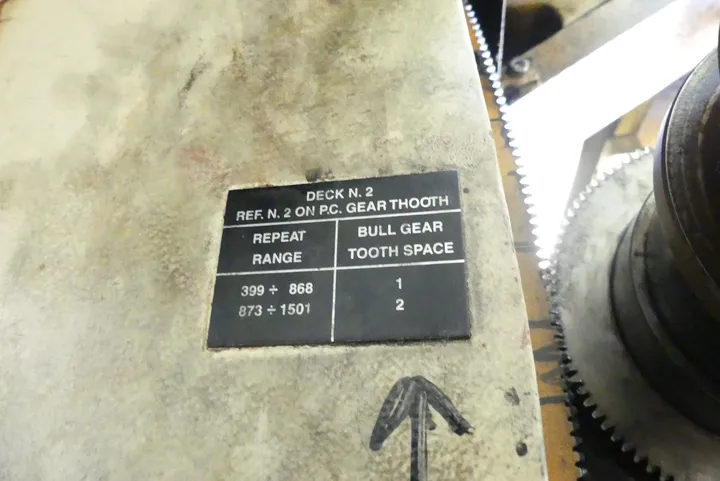 DECK N. 2
REF. N. 2 ON P.C. GEAR THOOTH
REPEAT RANGE
BULL GEAR TOOTH SPACE
399 ÷ 868 1
873 ÷ 1501 2